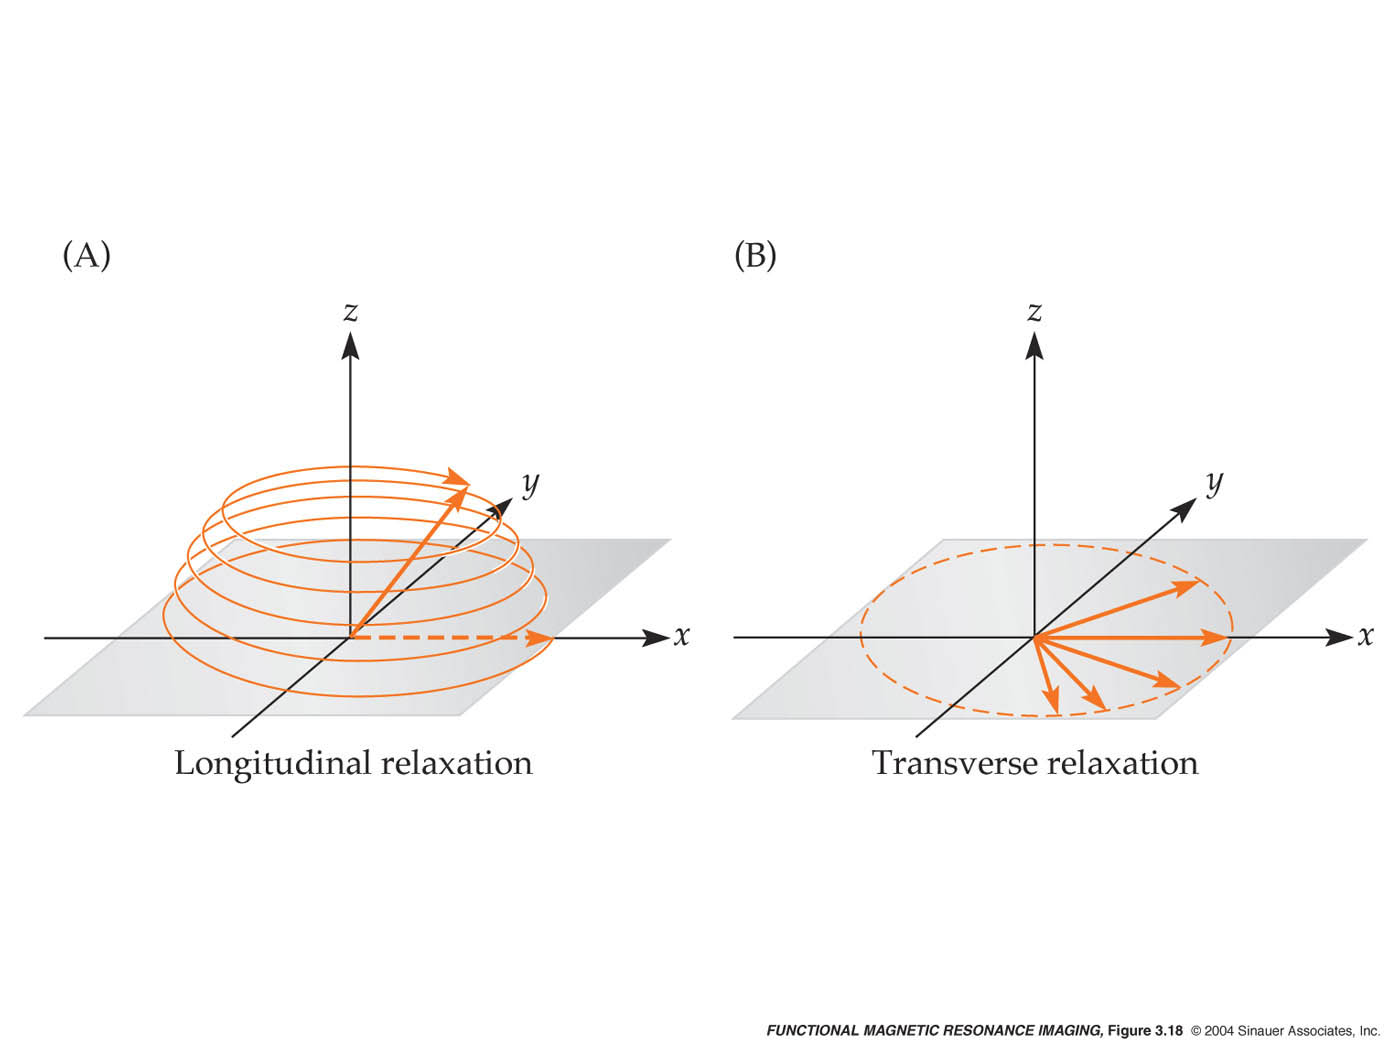 (A)
z
y
x
Longitudinal relaxation
(B)
z
y
x
Transverse relaxation
FUNCTIONAL MAGNETIC RESONANCE IMAGING, Figure 3.18 © 2004 Sinauer Associates, Inc.